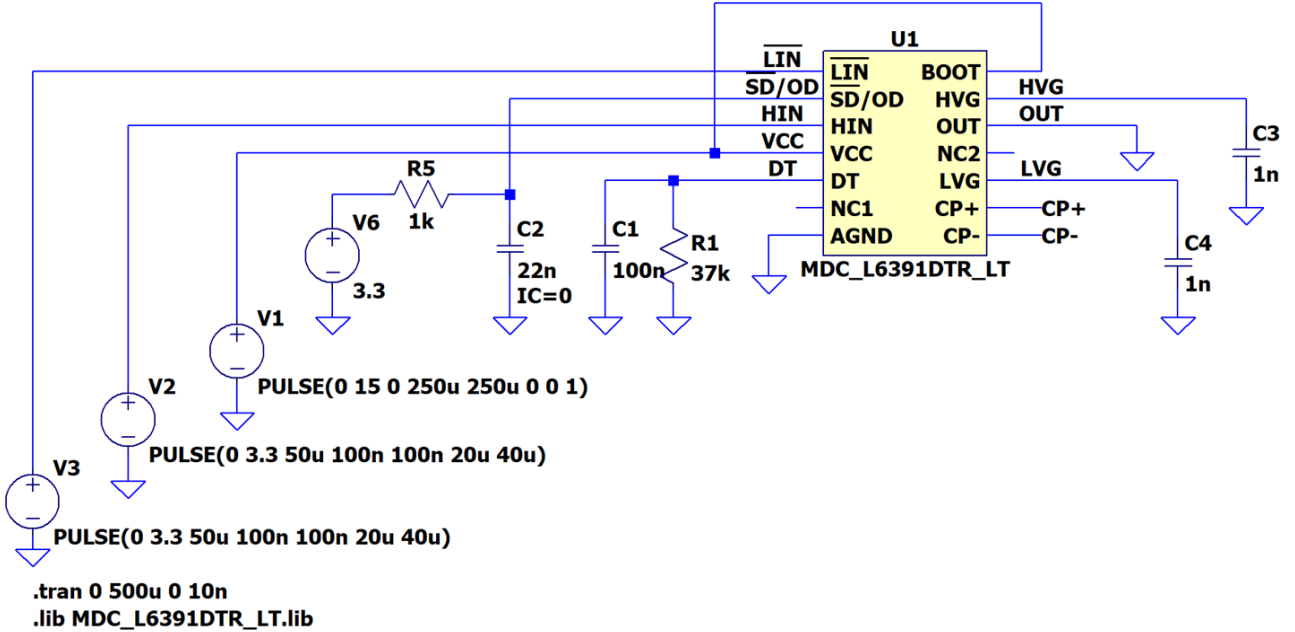 U1
LIN
LIN
BOOT
SD/OD
SD/OD
HVG
HVG
HIN
HIN
OUT
OUT
VCC
VCC
NC2
DT
DT
LVG
LVG
NC1
CP+
CP+
AGND
CP-
CP-
MDC_L6391DTR_LT
C3
1n
C4
1n
R5
1k
V6
3.3
C2
22n
IC=0
C1
100n
R1
37k
V1
PULSE(0 15 0 250u 250u 0 0 1)
V2
PULSE(0 3.3 50u 100n 100n 20u 40u)
V3
PULSE(0 3.3 50u 100n 100n 20u 40u)
.tran 0 500u 0 10n
.lib MDC_L6391DTR_LT.lib